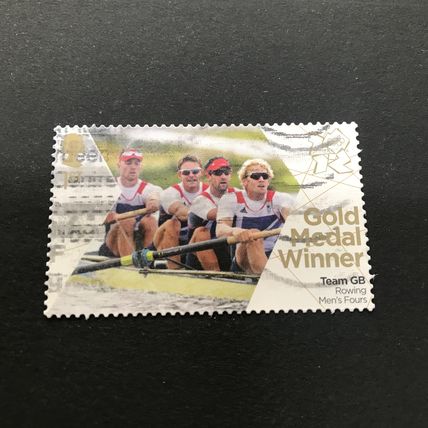 Gold
Medal
Winner
Team GB
Rowing
Men's Fours